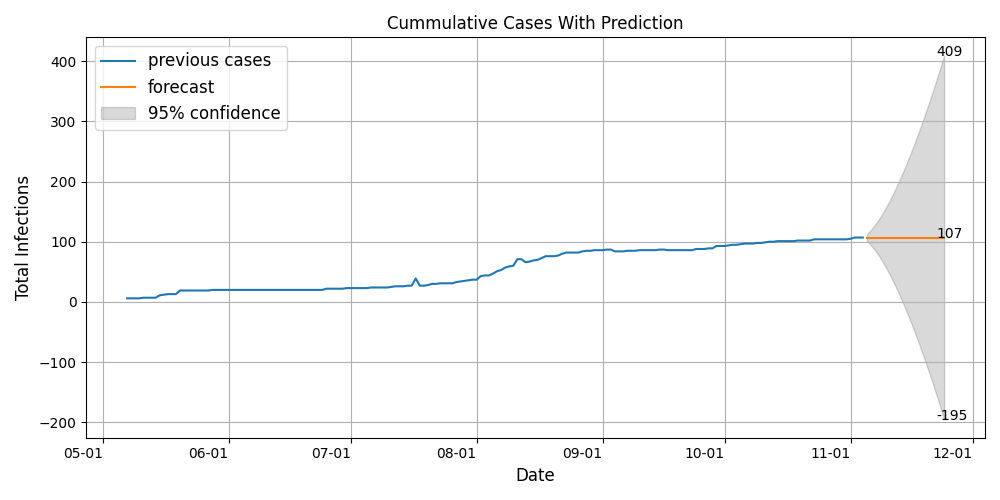 Cummulative Cases With Prediction
previous cases
forecast
95% confidence
409
107
-195
400
300
200
100
0
−100
−200
Total Infections
05-01 06-01 07-01 08-01 09-01 10-01 11-01 12-01
Date